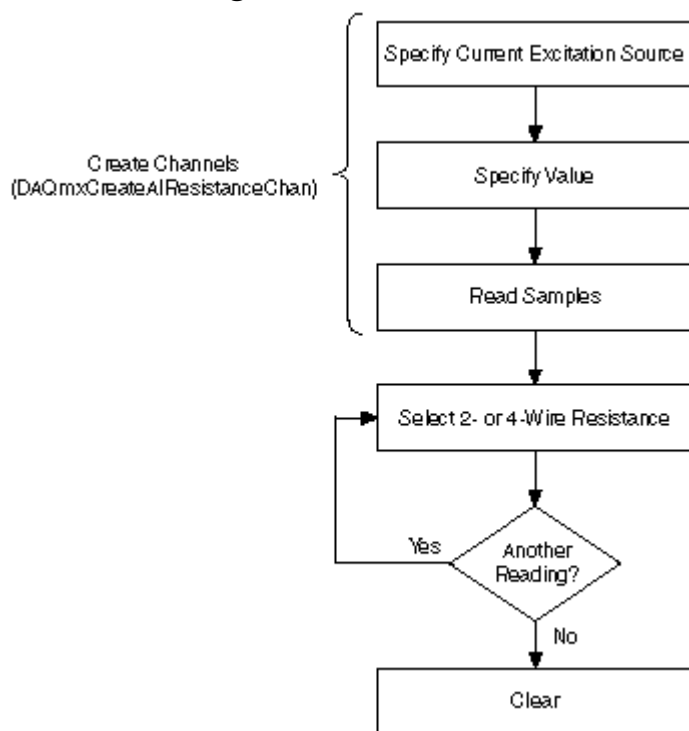 Specify Current Excitation Source
Create Channels
(DAQmxCreateAIResistanceChan)
Specify Value
Read Samples
Select 2- or 4-Wire Resistance
Yes
Another
Reading?
No
Clear